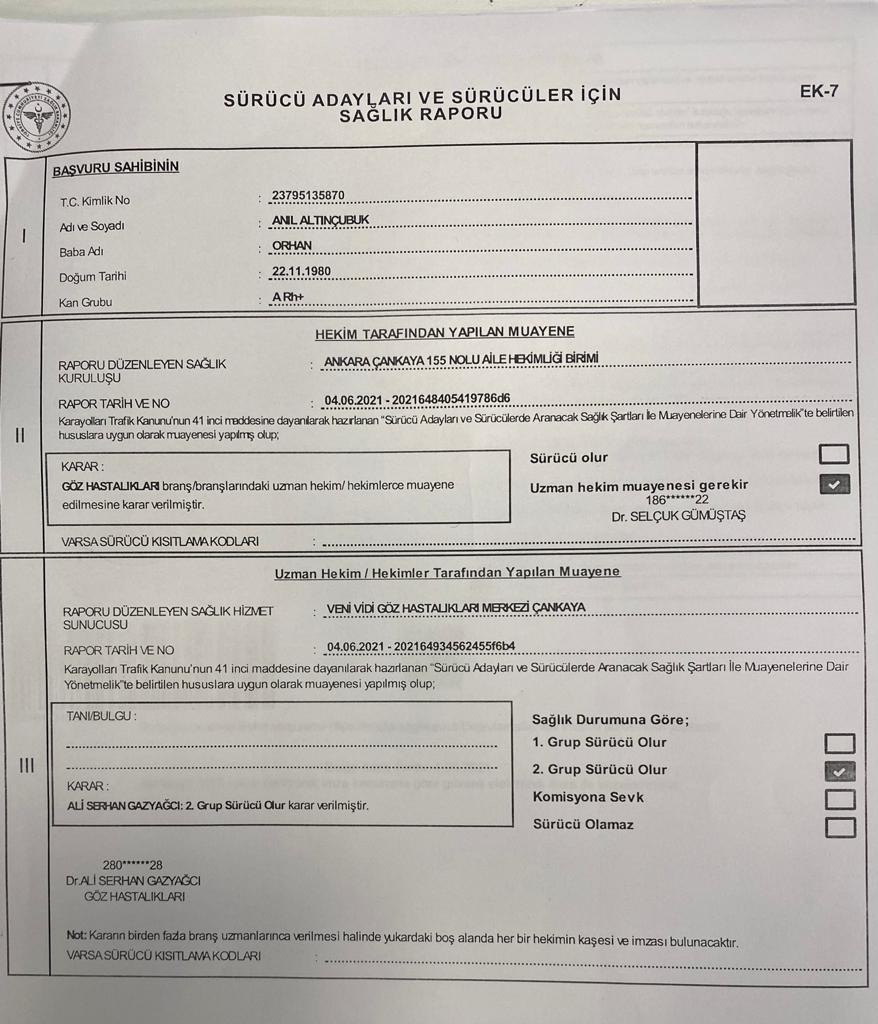 SÜRÜCÜ ADAYLARI VE SÜRÜCÜLER İÇİN
SAĞLIK RAPORU
EK-7
I
BAŞVURU SAHİBİNİN
T.C. Kimlik No : 23795135870
Adı ve Soyadı : ANIL ALTINÇUBUK
Baba Adı : ORHAN
Doğum Tarihi : 22.11.1980
Kan Grubu : A Rh+
II
HEKİM TARAFINDAN YAPILAN MUAYENE
RAPORU DÜZENLEYEN SAĞLIK
KURULUŞU : ANKARA ÇANKAYA 155 NOLU AİLE HEKİMLİĞİ BİRİMİ
RAPOR TARİH VE NO : 04.06.2021 - 2021648405419786d6
Karayolları Trafik Kanunu'nun 41 inci maddesine dayanılarak hazırlanan "Sürücü Adayları ve Sürücülerde Aranacak Sağlık Şartları İle Muayenelerine Dair Yönetmelik"te belirtilen
hususlara uygun olarak muayenesi yapılmış olup;
KARAR :
GÖZ HASTALIKLARI branş/branşlarındaki uzman hekim/ hekimlerce muayene
edilmesine karar verilmiştir.
Sürücü olur
Uzman hekim muayenesi gerekir
186******22
Dr. SELÇUK GÜMÜŞTAŞ
VARSA SÜRÜCÜ KISITLAMA KODLARI :
III
Uzman Hekim / Hekimler Tarafından Yapılan Muayene
RAPORU DÜZENLEYEN SAĞLIK HİZMET
SUNUCUSU : VENİ VİDİ GÖZ HASTALIKLARI MERKEZİ ÇANKAYA
RAPOR TARİH VE NO : 04.06.2021 - 202164934562455f6b4
Karayolları Trafik Kanunu'nun 41 inci maddesine dayanılarak hazırlanan "Sürücü Adayları ve Sürücülerde Aranacak Sağlık Şartları İle Muayenelerine Dair
Yönetmelik"te belirtilen hususlara uygun olarak muayenesi yapılmış olup;
TANI/BULGU :
KARAR :
ALİ SERHAN GAZYAĞCI: 2. Grup Sürücü Olur karar verilmiştir.
Sağlık Durumuna Göre;
1. Grup Sürücü Olur
2. Grup Sürücü Olur
Komisyona Sevk
Sürücü Olamaz
280******28
Dr.ALİ SERHAN GAZYAĞCI
GÖZ HASTALIKLARI
Not: Kararın birden fazla branş uzmanlarınca verilmesi halinde yukardaki boş alanda her bir hekimin kaşesi ve imzası bulunacaktır.
VARSA SÜRÜCÜ KISITLAMA KODLARI :